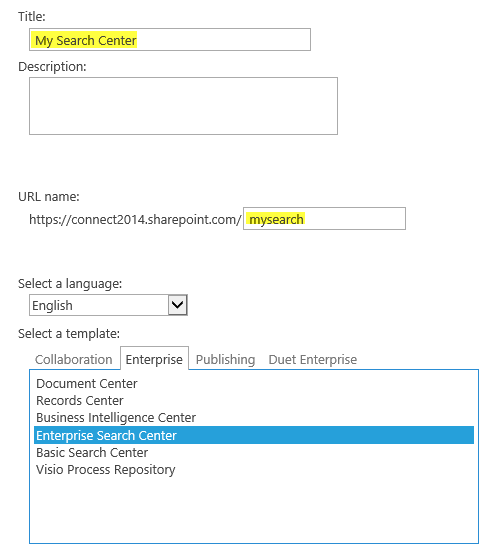 Title:
My Search Center
Description:
URL name:
https://connect2014.sharepoint.com/ mysearch
Select a language:
English
Select a template:
Collaboration Enterprise Publishing Duet Enterprise
Document Center
Records Center
Business Intelligence Center
Enterprise Search Center
Basic Search Center
Visio Process Repository